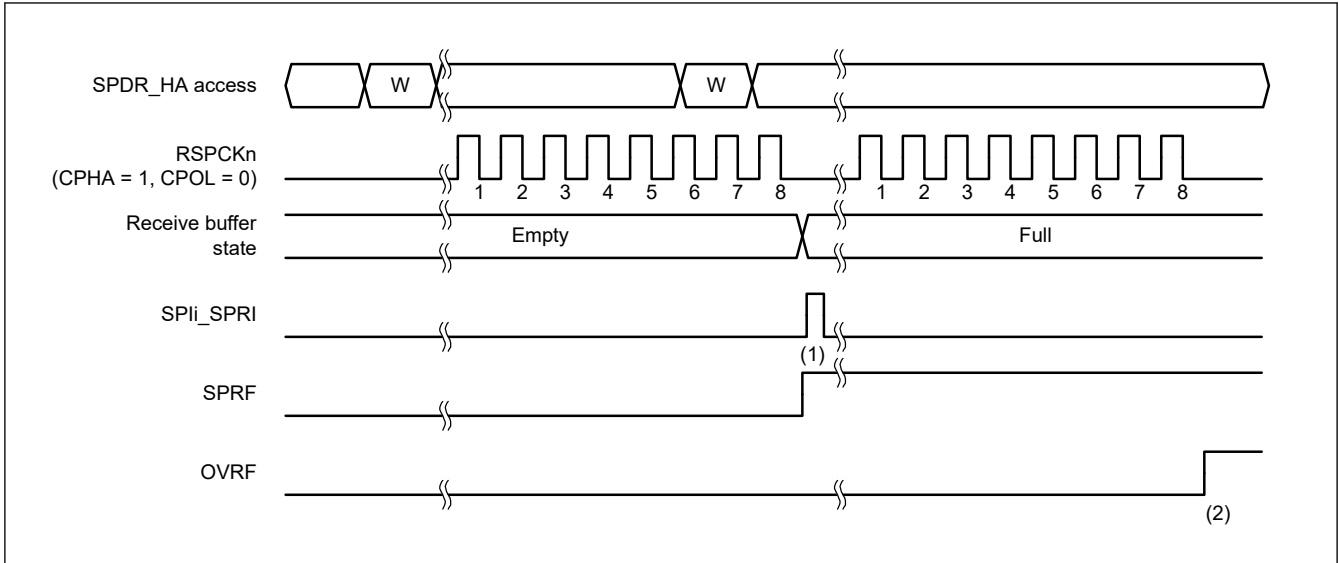 SPDR_HA access
W
W
RSPCKn
(CPHA = 1, CPOL = 0)
1 2 3 4 5 6 7 8
1 2 3 4 5 6 7 8
Receive buffer
state
Empty
Full
SPIi_SPRI
(1)
SPRF
OVRF
(2)